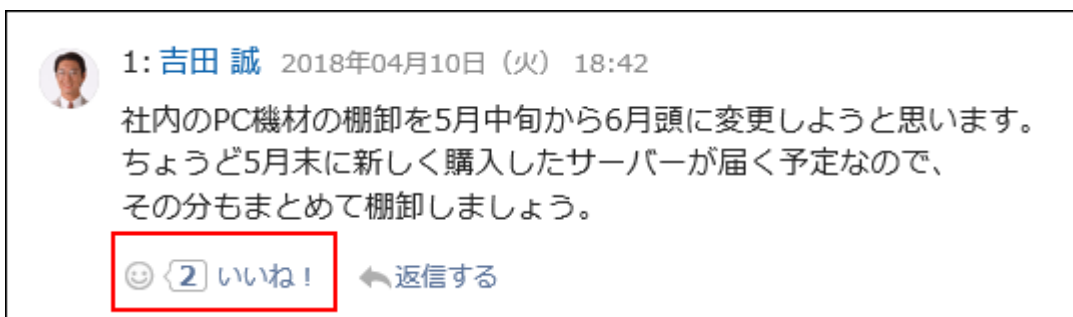 1: 吉田 誠 2018年04月10日（火） 18:42
社内のPC機材の棚卸を5月中旬から6月頭に変更しようと思います。
ちょうど5月末に新しく購入したサーバーが届く予定なので、
その分もまとめて棚卸しましょう。
2 いいね！ 返信する